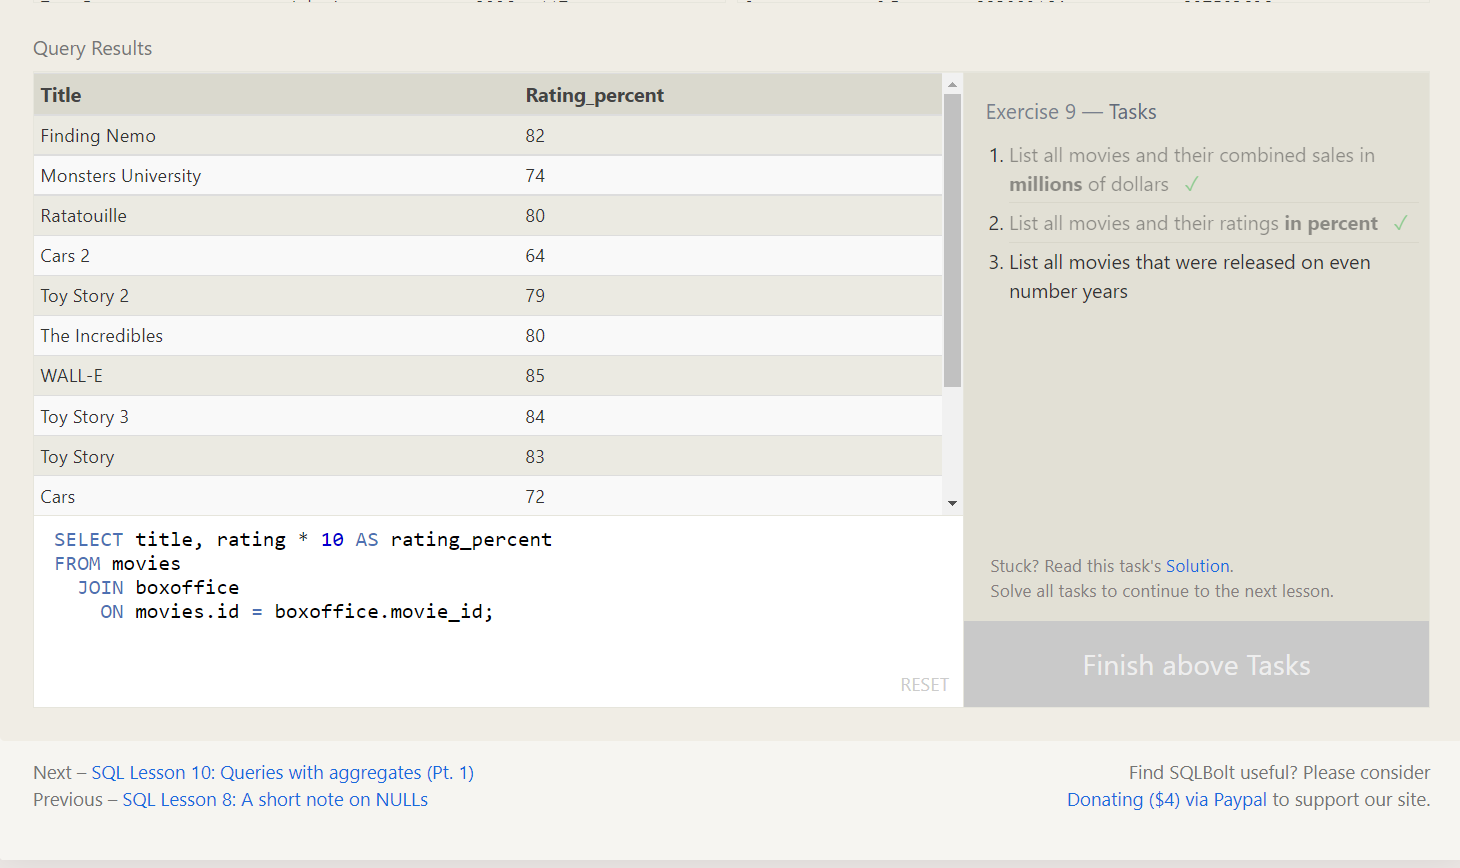 Query Results
Title Rating_percent
Finding Nemo 82
Monsters University 74
Ratatouille 80
Cars 2 64
Toy Story 2 79
The Incredibles 80
WALL-E 85
Toy Story 3 84
Toy Story 83
Cars 72
SELECT title, rating * 10 AS rating_percent
FROM movies
JOIN boxoffice
ON movies.id = boxoffice.movie_id;
RESET
Exercise 9 — Tasks
1. List all movies and their combined sales in
millions of dollars ✓
2. List all movies and their ratings in percent ✓
3. List all movies that were released on even
number years
Stuck? Read this task's Solution.
Solve all tasks to continue to the next lesson.
Finish above Tasks
Next – SQL Lesson 10: Queries with aggregates (Pt. 1)
Previous – SQL Lesson 8: A short note on NULLs
Find SQLBolt useful? Please consider
Donating ($4) via Paypal to support our site.